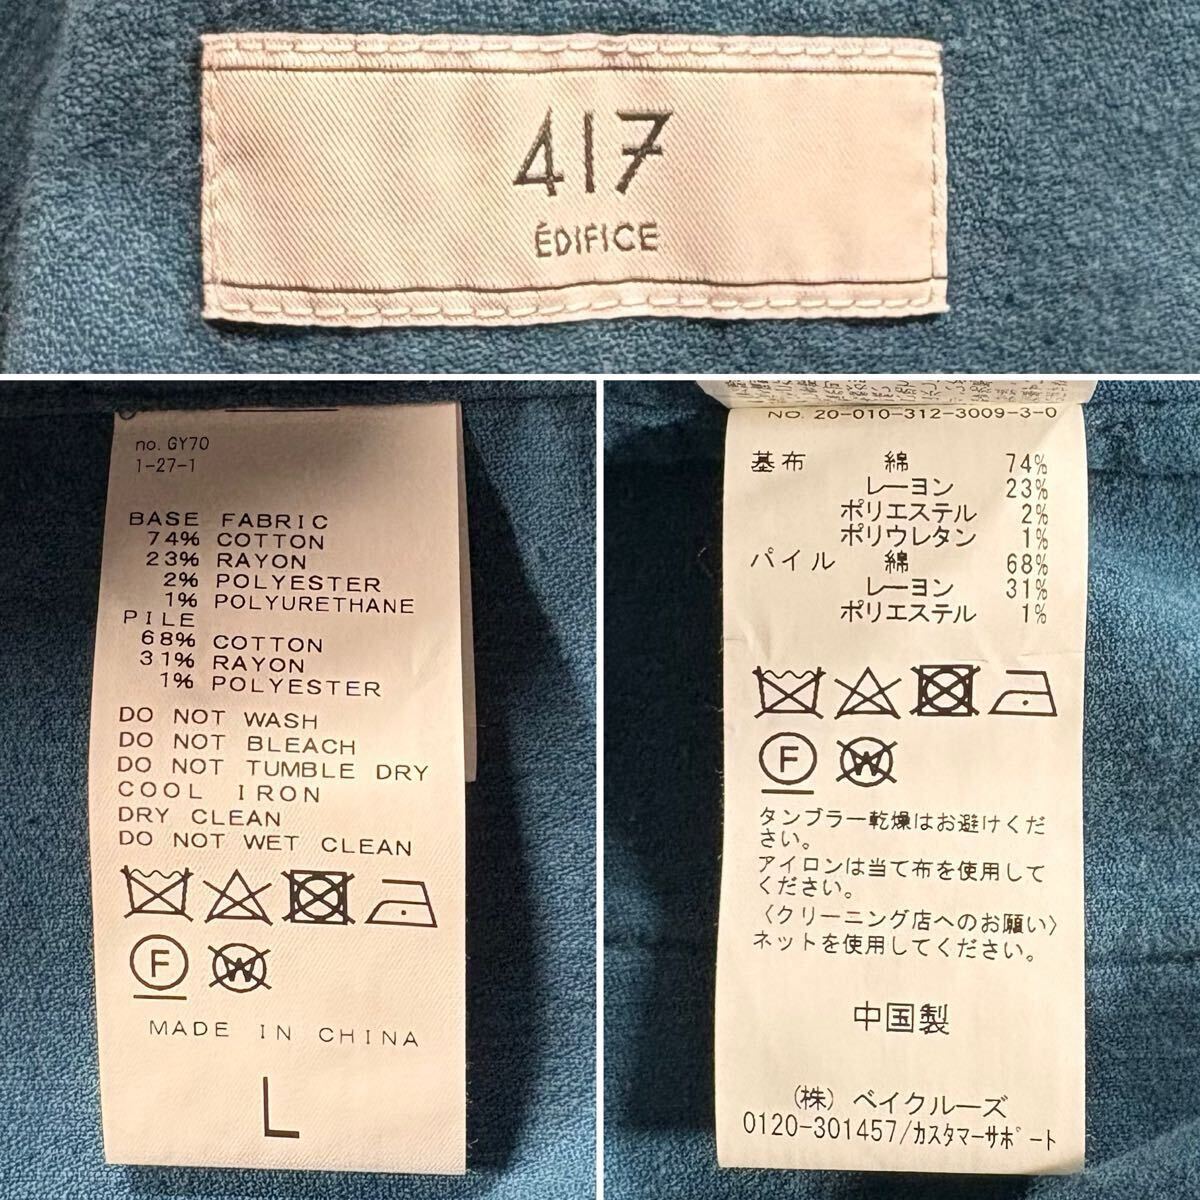 417
ÉDIFICE
no. GY70
1-27-1
BASE FABRIC
74% COTTON
23% RAYON
2% POLYESTER
1% POLYURETHANE
PILE
68% COTTON
31% RAYON
1% POLYESTER
DO NOT WASH
DO NOT BLEACH
DO NOT TUMBLE DRY
COOL IRON
DRY CLEAN
DO NOT WET CLEAN
F W
MADE IN CHINA
L
NO. 20-010-312-3009-3-0
基布 綿 74%
レーヨン 23%
ポリエステル 2%
ポリウレタン 1%
パイル 綿 68%
レーヨン 31%
ポリエステル 1%
F W
タンブラー乾燥はお避けくだ
さい。
アイロンは当て布を使用して
ください。
〈クリーニング店へのお願い〉
ネットを使用してください。
中国製
(株) ベイクルーズ
0120-301457/カスタマーサポート